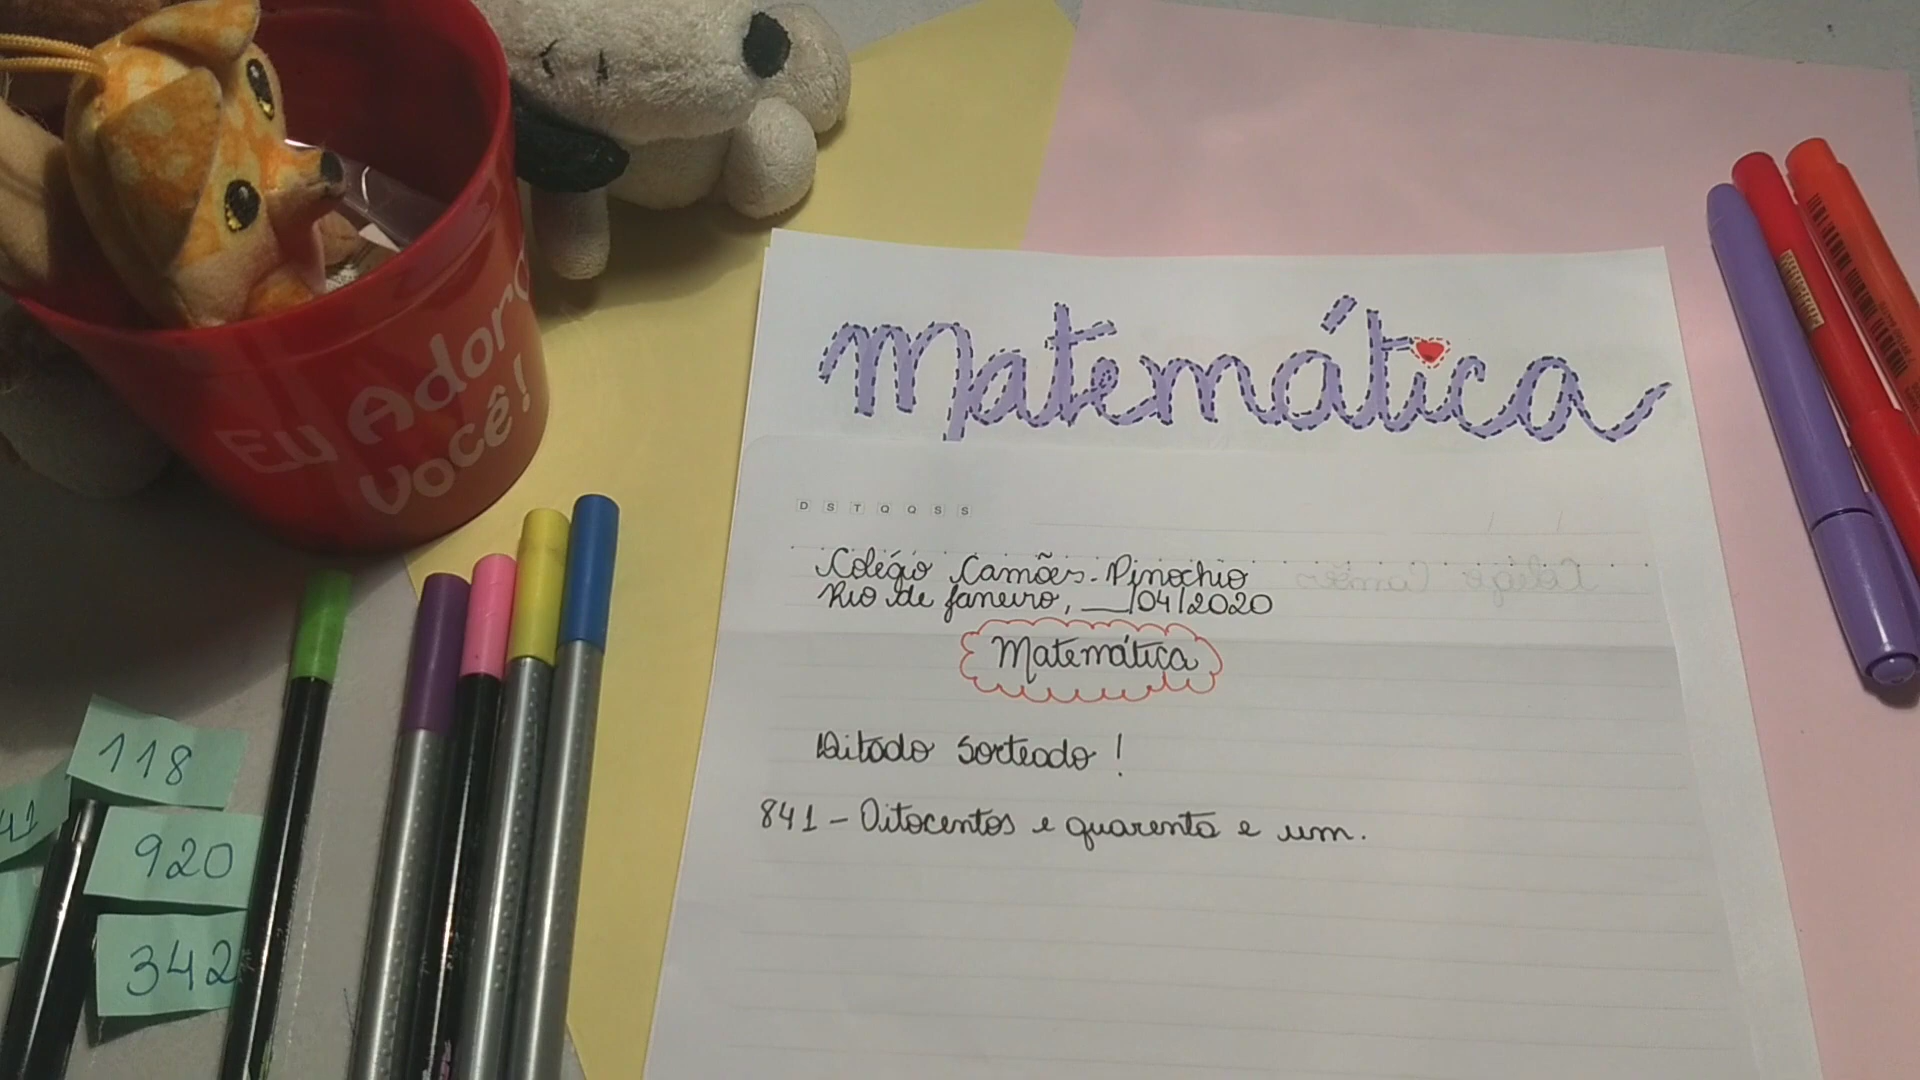 EU Adoro
você!
Matemática
D S T Q Q S S
Colégio Camões-Pinochio
Rio de Janeiro, __/04/2020
Matemática
Ditado Sorteado!
841 - Oitocentos e quarenta e um.
118
41
920
342